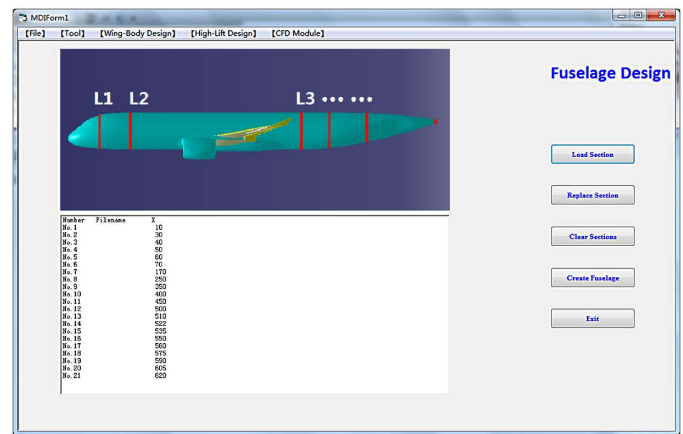 MDIForm1
[File] [Tool] [Wing-Body Design] [High-Lift Design] [CFD Module]
Fuselage Design
L1 L2 L3 ••• •••
Load Section
Replace Section
Clear Sections
Create Fuselage
Exit
Number Filename X
No.1 10
No.2 30
No.3 40
No.4 50
No.5 60
No.6 70
No.7 170
No.8 250
No.9 350
No.10 400
No.11 450
No.12 500
No.13 510
No.14 522
No.15 535
No.16 550
No.17 560
No.18 575
No.19 590
No.20 605
No.21 620